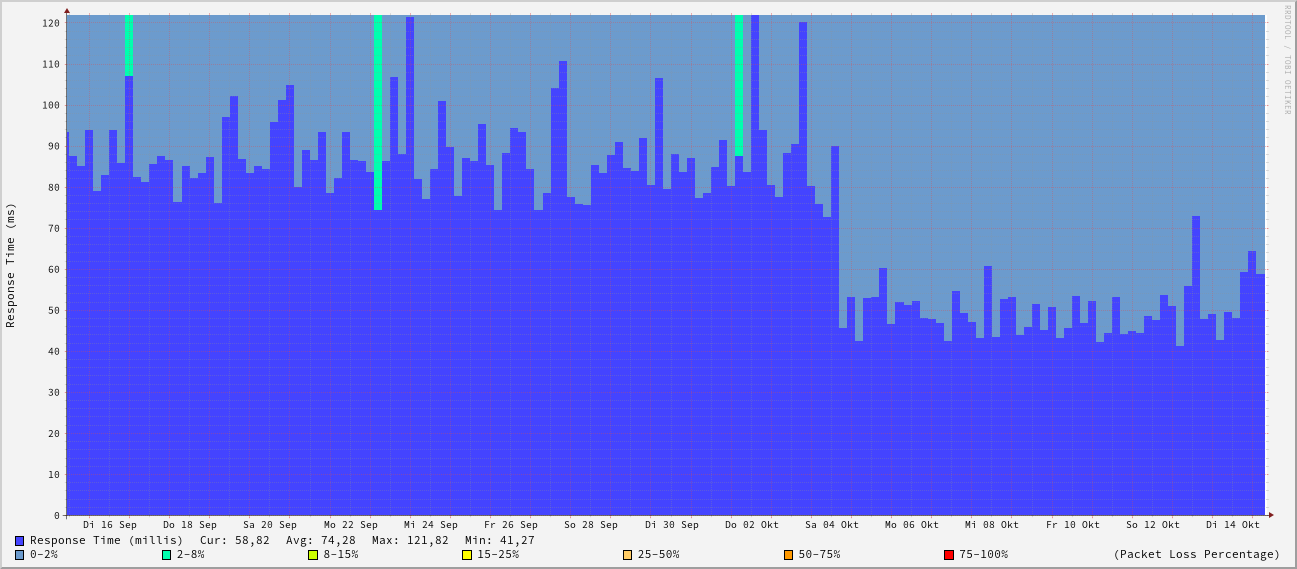 RRDTOOL / TOBI OETIKER
Response Time (ms)
120
110
100
90
80
70
60
50
40
30
20
10
0
Di 16 Sep Do 18 Sep Sa 20 Sep Mo 22 Sep Mi 24 Sep Fr 26 Sep So 28 Sep Di 30 Sep Do 02 Okt Sa 04 Okt Mo 06 Okt Mi 08 Okt Fr 10 Okt So 12 Okt Di 14 Okt
Response Time (millis) Cur: 58,82 Avg: 74,28 Max: 121,82 Min: 41,27
0-2% 2-8% 8-15% 15-25% 25-50% 50-75% 75-100% (Packet Loss Percentage)